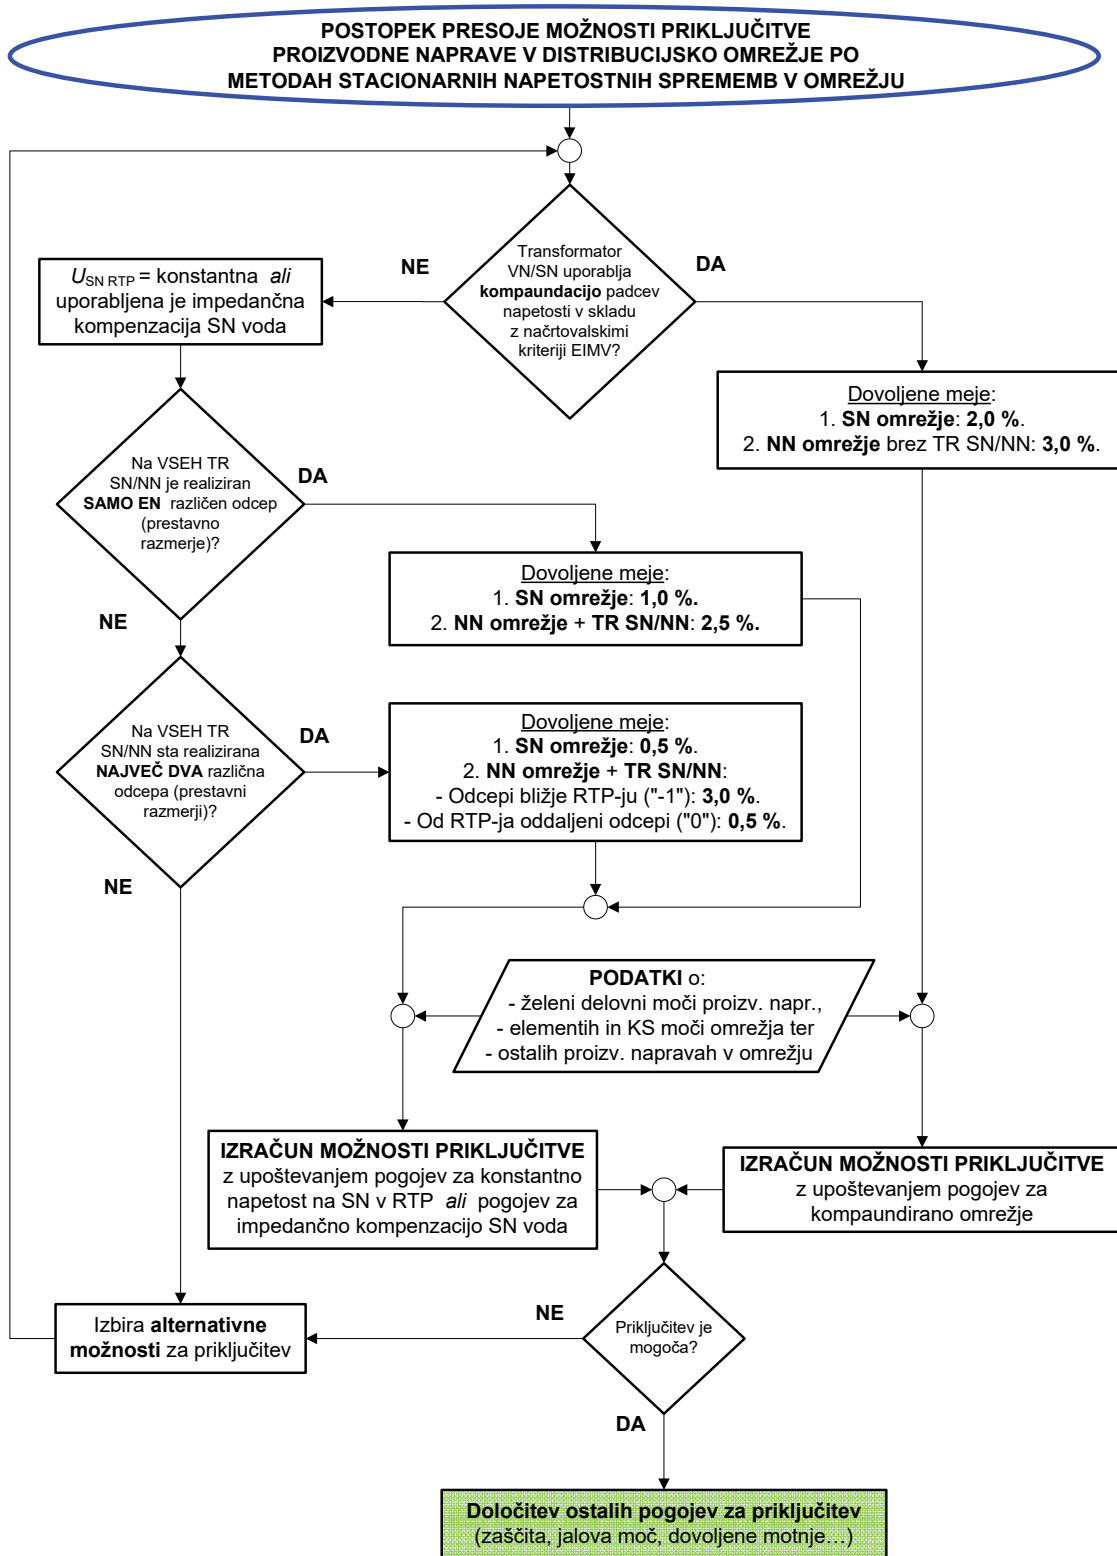 POSTOPEK PRESOJE MOŽNOSTI PRIKLJUČITVE
PROIZVODNE NAPRAVE V DISTRIBUCIJSKO OMREŽJE PO
METODAH STACIONARNIH NAPETOSTNIH SPREMEMB V OMREŽJU
Transformator
VN/SN uporablja
kompaundacijo padcev
napetosti v skladu
z načrtovalskimi
kriteriji EIMV?
NE
DA
USN RTP = konstantna ali
uporabljena je impedančna
kompenzacija SN voda
Dovoljene meje:
1. SN omrežje: 2,0 %.
2. NN omrežje brez TR SN/NN: 3,0 %.
Na VSEH TR
SN/NN je realiziran
SAMO EN različen odcep
(prestavno
razmerje)?
DA
NE
Dovoljene meje:
1. SN omrežje: 1,0 %.
2. NN omrežje + TR SN/NN: 2,5 %.
Na VSEH TR
SN/NN sta realizirana
NAJVEČ DVA različna
odcepa (prestavni
razmerji)?
DA
NE
Dovoljene meje:
1. SN omrežje: 0,5 %.
2. NN omrežje + TR SN/NN:
- Odcepi bližje RTP-ju ("-1"): 3,0 %.
- Od RTP-ja oddaljeni odcepi ("0"): 0,5 %.
PODATKI o:
- želeni delovni moči proizv. napr.,
- elementih in KS moči omrežja ter
- ostalih proizv. napravah v omrežju
IZRAČUN MOŽNOSTI PRIKLJUČITVE
z upoštevanjem pogojev za konstantno
napetost na SN v RTP ali pogojev za
impedančno kompenzacijo SN voda
IZRAČUN MOŽNOSTI PRIKLJUČITVE
z upoštevanjem pogojev za
kompaundirano omrežje
Priključitev je
mogoča?
NE
DA
Izbira alternativne
možnosti za priključitev
Določitev ostalih pogojev za priključitev
(zaščita, jalova moč, dovoljene motnje…)